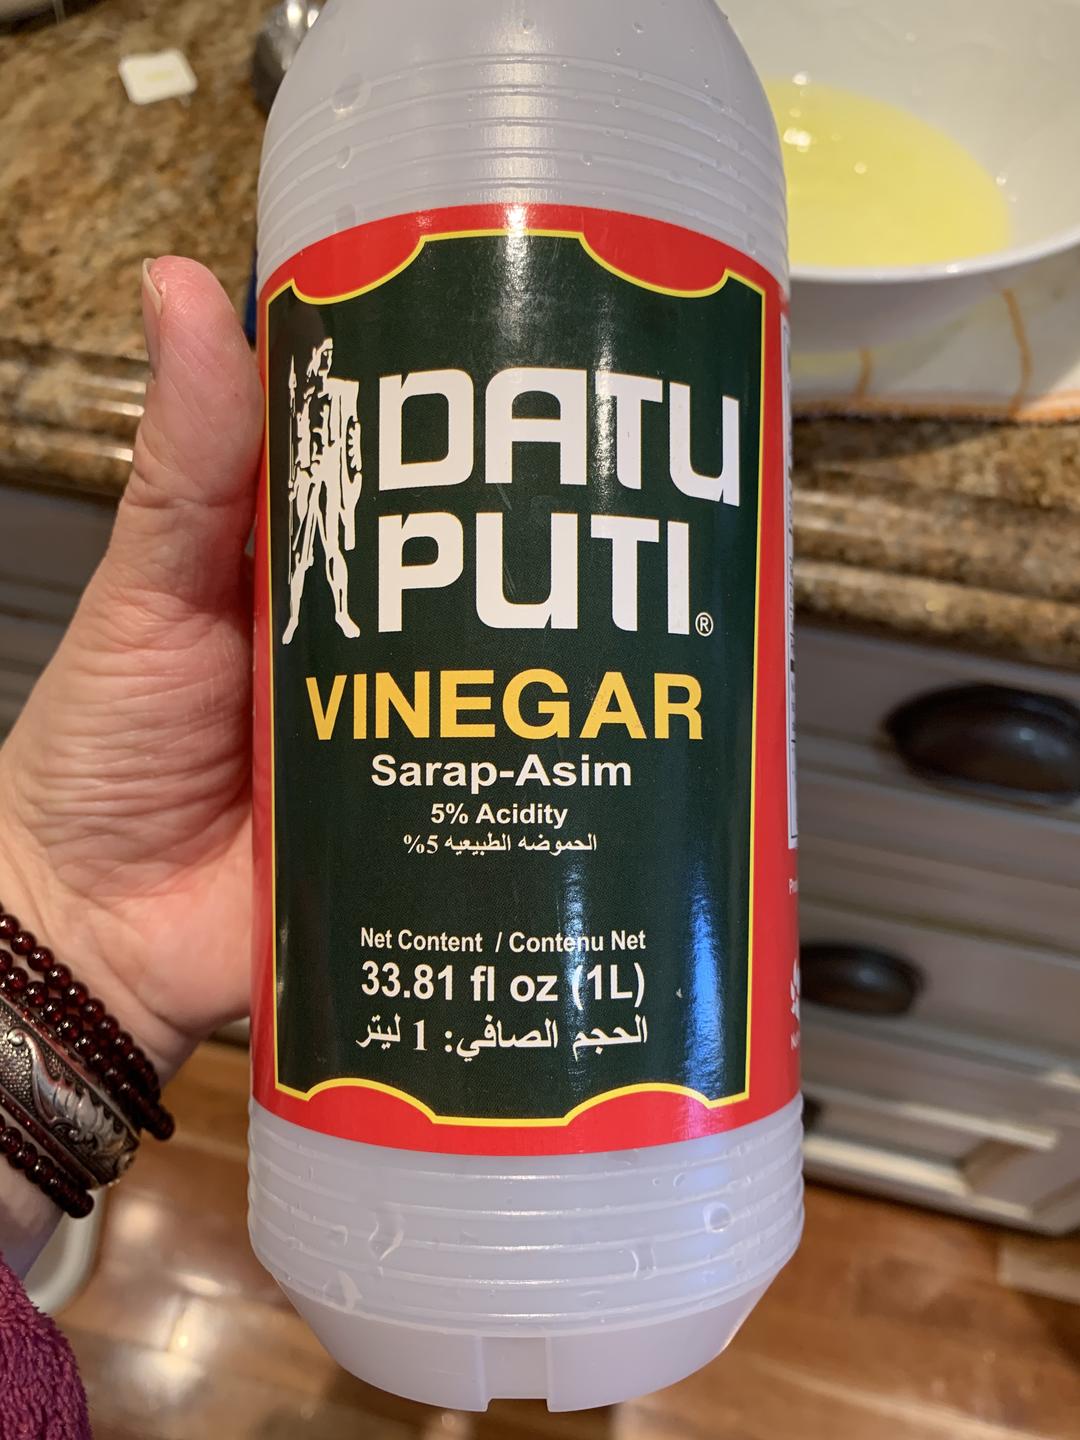 DATU
PUTI®
VINEGAR
Sarap-Asim
5% Acidity
الحموضه الطبيعيه 5%
Net Content / Contenu Net
33.81 fl oz (1L)
الحجم الصافي: 1 ليتر